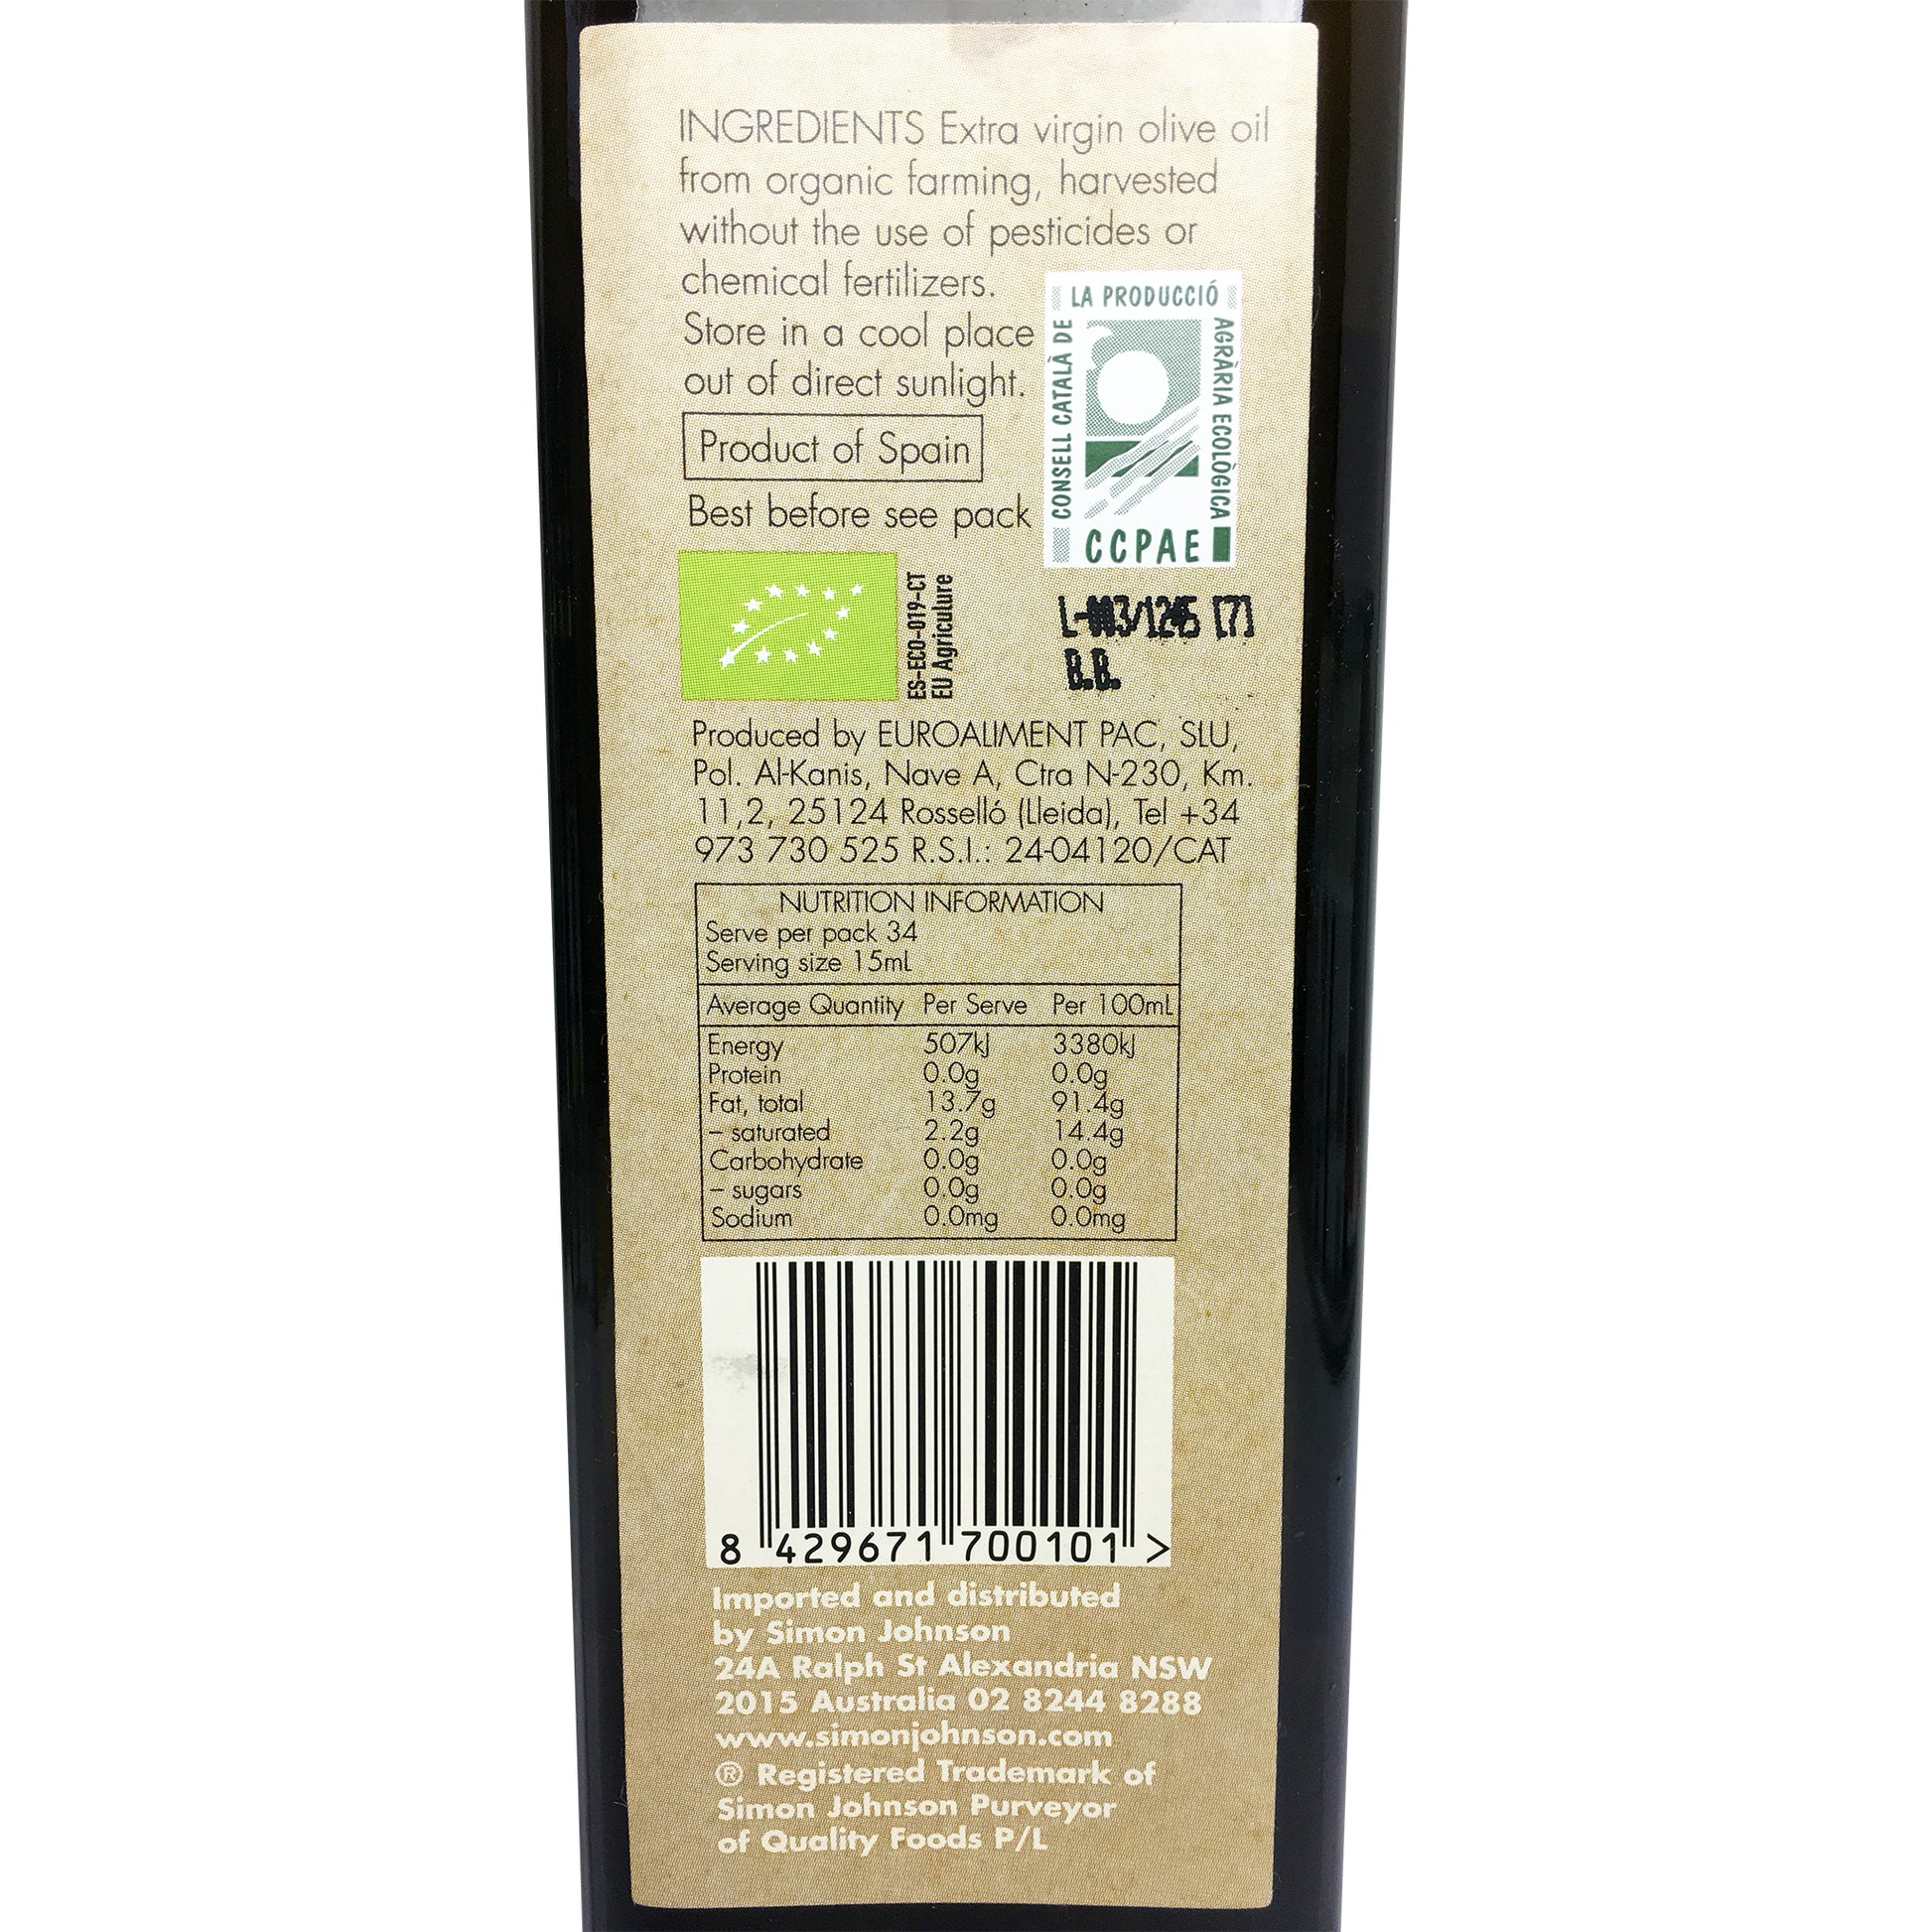 INGREDIENTS Extra virgin olive oil
from organic farming, harvested
without the use of pesticides or
chemical fertilizers.
Store in a cool place
out of direct sunlight.
Product of Spain
Best before see pack
CONSELL CATALÀ DE
LA PRODUCCIÓ
AGRÀRIA ECOLÒGICA
CCPAE
ES-ECO-019-CT
EU Agriculure
[7]
B.B.
Produced by EUROALIMENT PAC, SLU,
Pol. Al-Kanis, Nave A, Ctra N-230, Km.
11,2, 25124 Rosselló (Lleida), Tel +34
973 730 525 R.S.I.: 24-04120/CAT
NUTRITION INFORMATION
Serve per pack 34
Serving size 15mL
Average Quantity Per Serve Per 100mL
Energy 507kJ 3380kJ
Protein 0.0g 0.0g
Fat, total 13.7g 91.4g
– saturated 2.2g 14.4g
Carbohydrate 0.0g 0.0g
– sugars 0.0g 0.0g
Sodium 0.0mg 0.0mg
8 429671 700101 >
Imported and distributed
by Simon Johnson
24A Ralph St Alexandria NSW
2015 Australia 02 8244 8288
www.simonjohnson.com
® Registered Trademark of
Simon Johnson Purveyor
of Quality Foods P/L